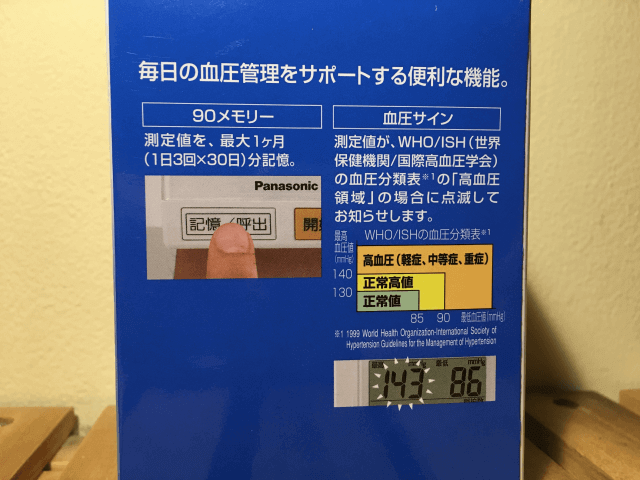 毎日の血圧管理をサポートする便利な機能。
90メモリー
測定値を、最大1ヶ月
(1日3回×30日)分記憶。
Panasonic
記憶/呼出
開
血圧サイン
測定値が、WHO/ISH(世界
保健機関/国際高血圧学会)
の血圧分類表※1の「高血圧
領域」の場合に点滅して
お知らせします。
WHO/ISHの血圧分類表※1
最高
血圧値
(mmHg)
高血圧(軽症、中等症、重症)
140
正常高値
130
正常値
85 90 最低血圧値(mmHg)
※1 1999 World Health Organization-International Society of
Hypertension Guidelines for the Management of Hypertension
最高 143 最低 86